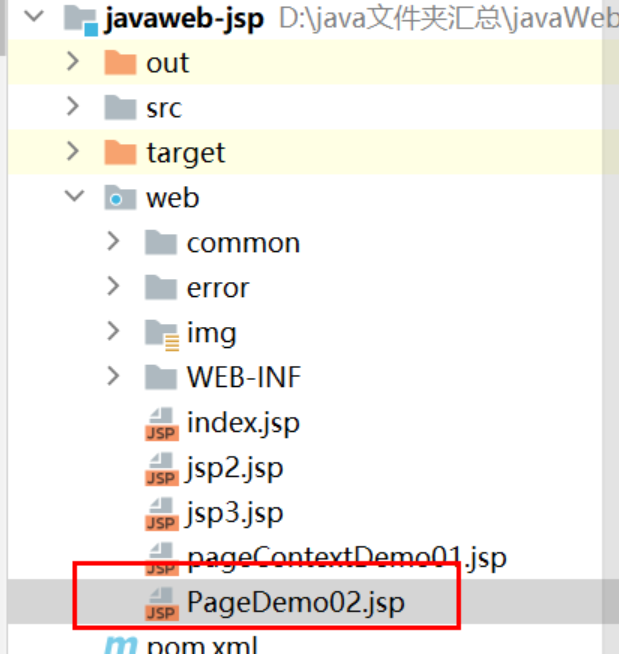 javaweb-jsp D:\java文件夹汇总\javaWeb
out
src
target
web
common
error
img
WEB-INF
JSP index.jsp
JSP jsp2.jsp
JSP jsp3.jsp
JSP pageContextDemo01.jsp
JSP PageDemo02.jsp
m pom.xml